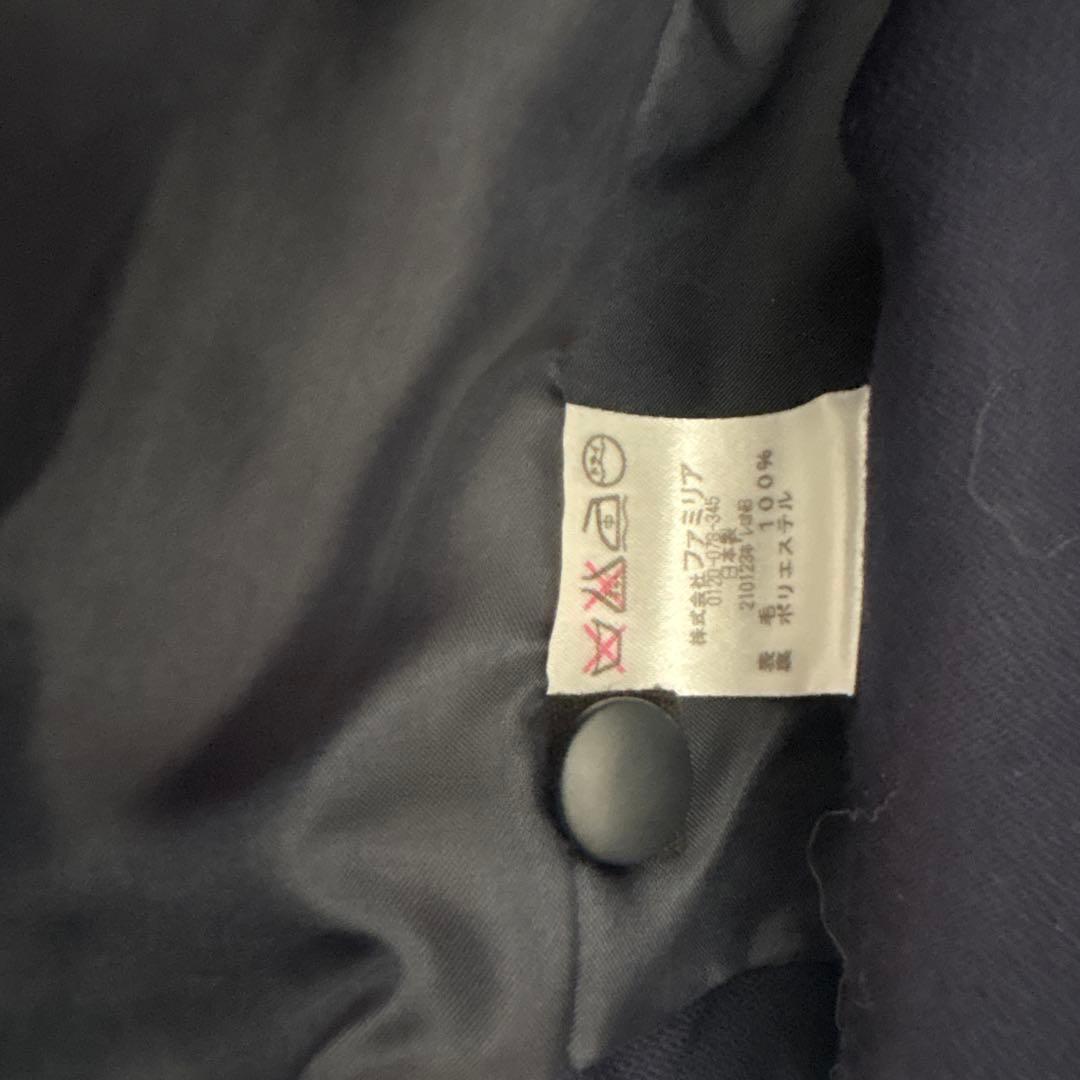 中
株式会社ファミリア
0120-078-345
日本製
表 毛 100%
裏 ポリエステル